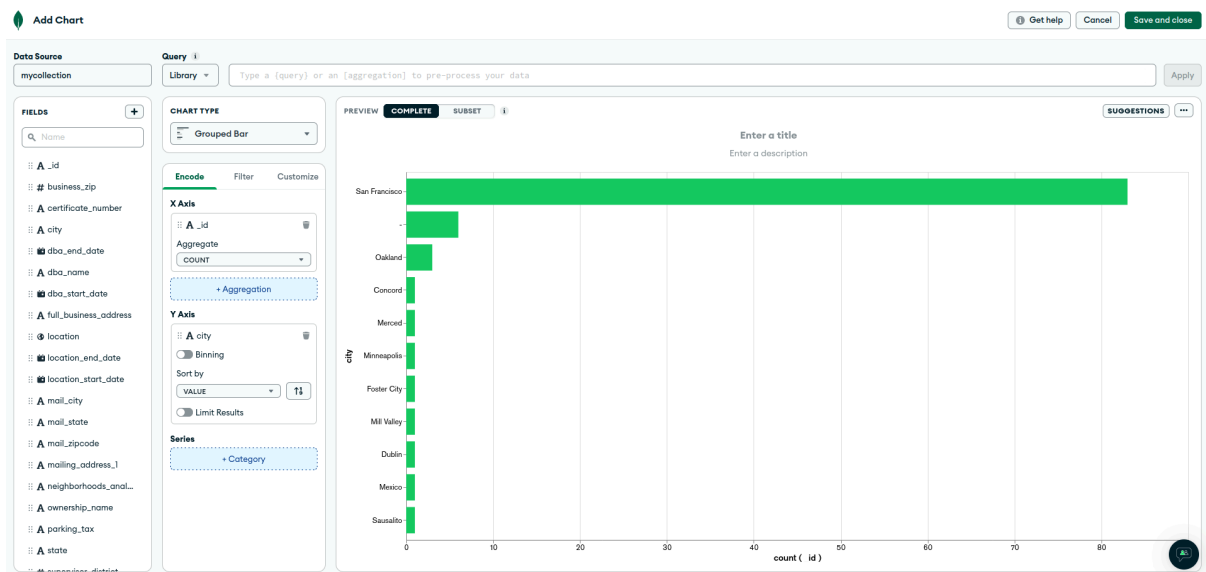 Add Chart
Get help
Cancel
Save and close
Data Source
Query i
mycollection
Library
Type a {query} or an [aggregation] to pre-process your data
Apply
FIELDS
+
Name
A _id
# business_zip
A certificate_number
A city
dba_end_date
A dba_name
dba_start_date
A full_business_address
location
location_end_date
location_start_date
A mail_city
A mail_state
A mail_zipcode
A mailing_address_1
A neighborhoods_anal...
A ownership_name
A parking_tax
A state
# supervisor_district
CHART TYPE
Grouped Bar
Encode
Filter
Customize
X Axis
A _id
Aggregate
COUNT
+ Aggregation
Y Axis
A city
Binning
Sort by
VALUE
Limit Results
Series
+ Category
PREVIEW
COMPLETE
SUBSET
i
SUGGESTIONS
...
Enter a title
Enter a description
city
San Francisco
-
Oakland
Concord
Merced
Minneapolis
Foster City
Mill Valley
Dublin
Mexico
Sausalito
0 10 20 30 40 50 60 70 80
count ( _id )